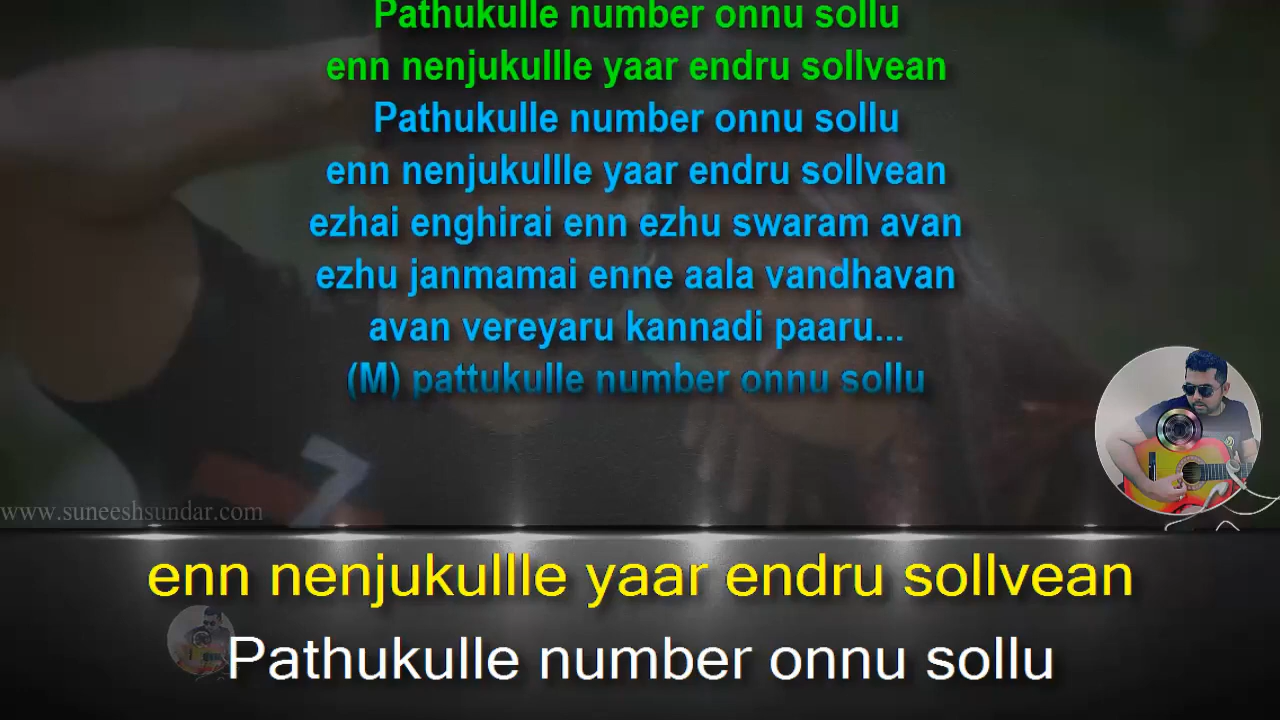 Pathukulle number onnu sollu
enn nenjukullle yaar endru sollvean
Pathukulle number onnu sollu
enn nenjukullle yaar endru sollvean
ezhai enghirai enn ezhu swaram avan
ezhu janmamai enne aala vandhavan
avan vereyaru kannadi paaru...
(M) pattukulle number onnu sollu
7
www.suneeshsundar.com
enn nenjukullle yaar endru sollvean
Pathukulle number onnu sollu